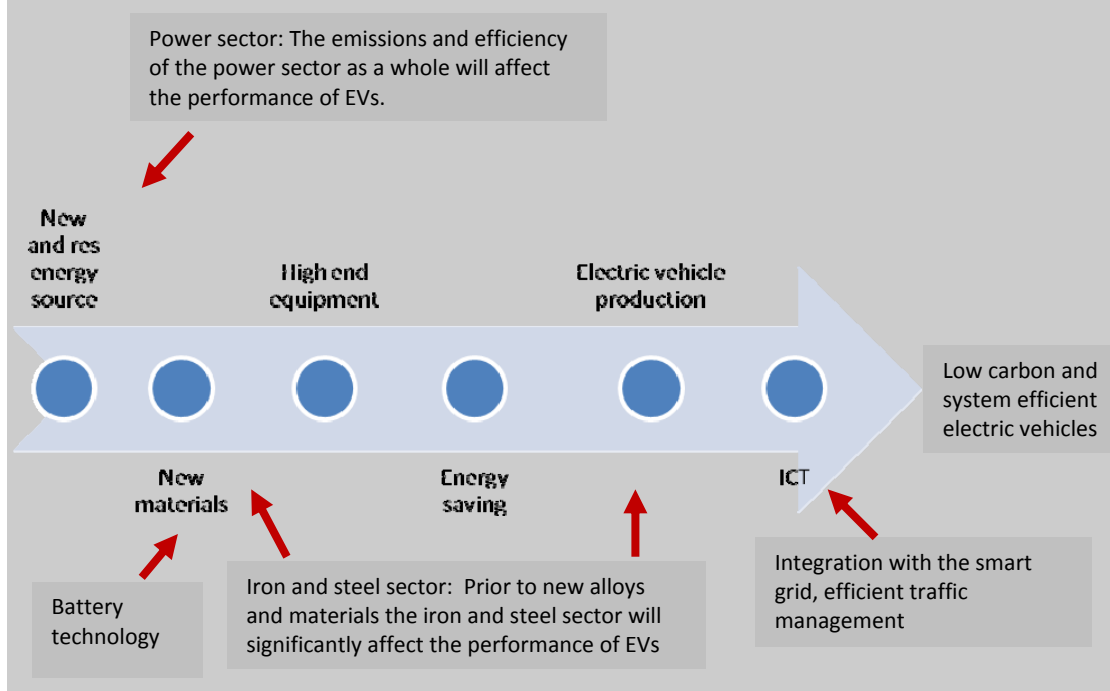 Power sector: The emissions and efficiency
of the power sector as a whole will affect
the performance of EVs.
New
and res
energy
source
High end
equipment
Electric vehicle
production
Low carbon and
system efficient
electric vehicles
New
materials
Energy
saving
ICT
Battery
technology
Iron and steel sector:  Prior to new alloys
and materials the iron and steel sector will
significantly affect the performance of EVs
Integration with the smart
grid, efficient traffic
management